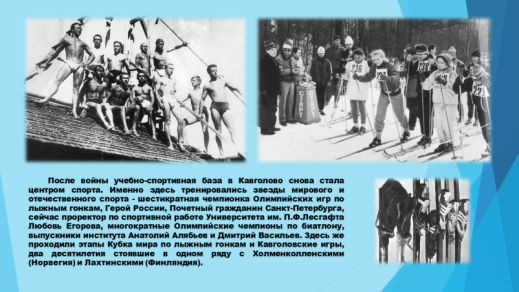 После войны учебно-спортивная база в Кавголово снова стала
центром спорта. Именно здесь тренировались звезды мирового и
отечественного спорта - шестикратная чемпионка Олимпийских игр по
лыжным гонкам, Герой России, Почетный гражданин Санкт-Петербурга,
сейчас проректор по спортивной работе Университета им. П.Ф.Лесгафта
Любовь Егорова, многократные Олимпийские чемпионы по биатлону,
выпускники института Анатолий Алябьев и Дмитрий Васильев. Здесь же
проходили этапы Кубка мира по лыжным гонкам и Кавголовские игры,
два десятилетия стоявшие в одном ряду с Холменколленскими
(Норвегия) и Лахтинскими (Финляндия).